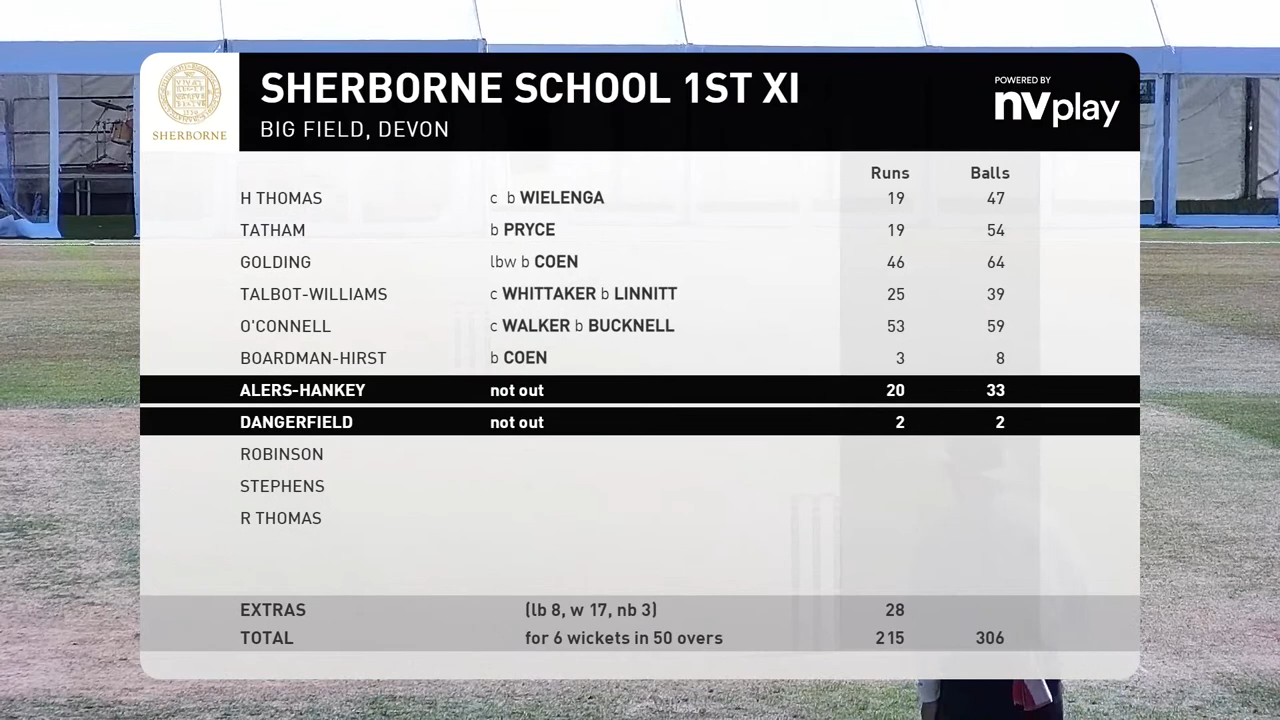 SHERBORNE
SHERBORNE SCHOOL 1ST XI
BIG FIELD, DEVON
POWERED BY
nvplay
Runs Balls
H THOMAS c b WIELENGA 19 47
TATHAM b PRYCE 19 54
GOLDING lbw b COEN 46 64
TALBOT-WILLIAMS c WHITTAKER b LINNITT 25 39
O'CONNELL c WALKER b BUCKNELL 53 59
BOARDMAN-HIRST b COEN 3 8
ALERS-HANKEY not out 20 33
DANGERFIELD not out 2 2
ROBINSON
STEPHENS
R THOMAS
EXTRAS (lb 8, w 17, nb 3) 28
TOTAL for 6 wickets in 50 overs 215 306